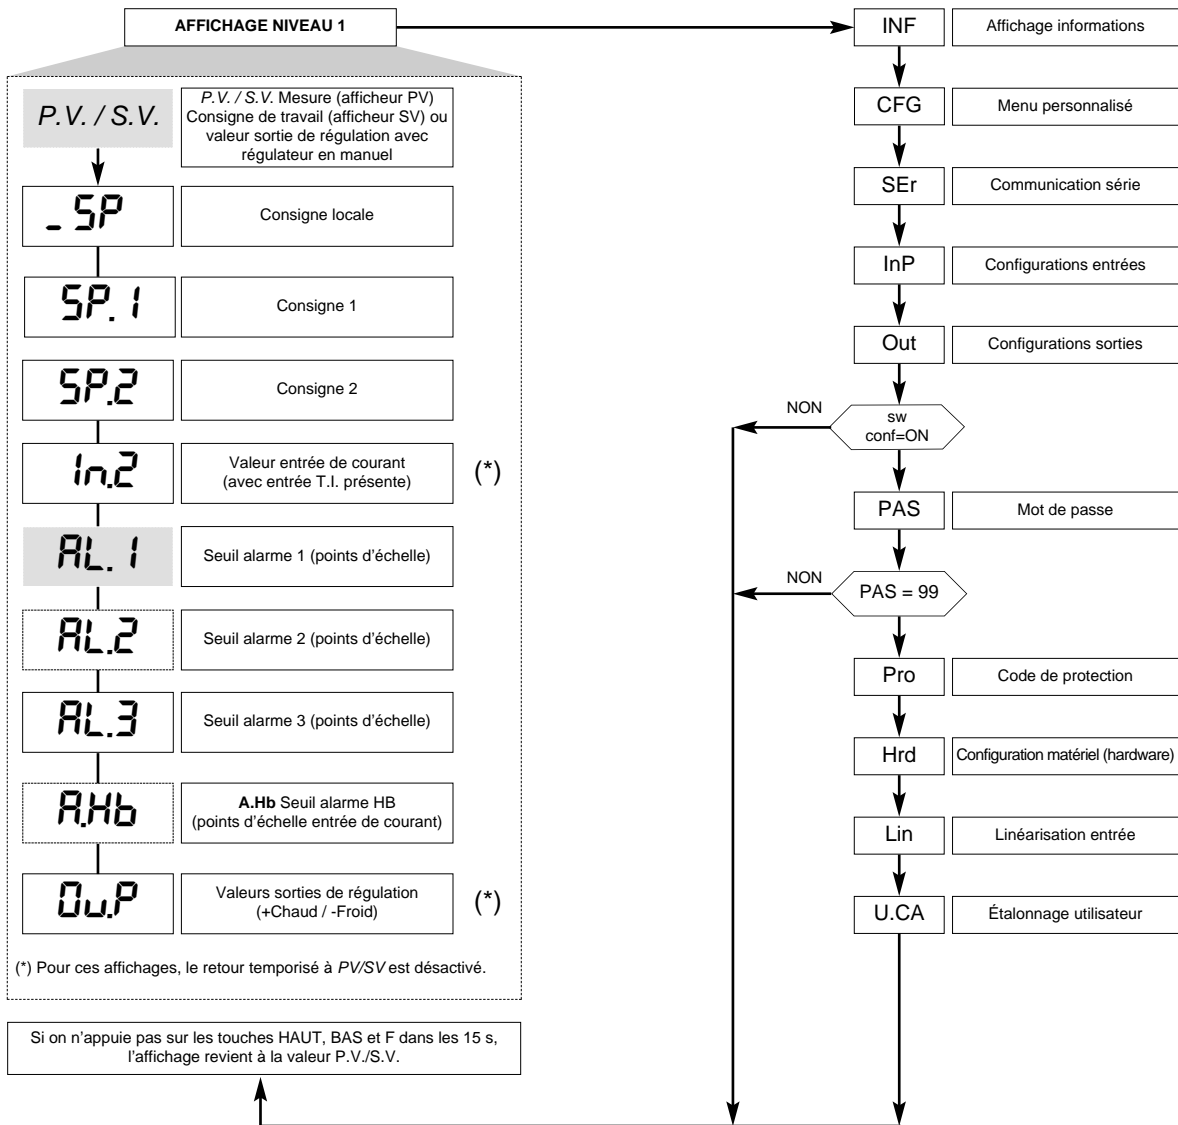 AFFICHAGE NIVEAU 1
P.V. / S.V.
P.V. / S.V. Mesure (afficheur PV)
Consigne de travail (afficheur SV) ou
valeur sortie de régulation avec
régulateur en manuel
_SP
Consigne locale
SP.1
Consigne 1
SP.2
Consigne 2
In.2
Valeur entrée de courant
(avec entrée T.I. présente)
(*)
AL.1
Seuil alarme 1 (points d'échelle)
AL.2
Seuil alarme 2 (points d'échelle)
AL.3
Seuil alarme 3 (points d'échelle)
A.Hb
A.Hb Seuil alarme HB
(points d'échelle entrée de courant)
Ou.P
Valeurs sorties de régulation
(+Chaud / -Froid)
(*)
(*) Pour ces affichages, le retour temporisé à PV/SV est désactivé.
Si on n'appuie pas sur les touches HAUT, BAS et F dans les 15 s,
l'affichage revient à la valeur P.V./S.V.
INF
Affichage informations
CFG
Menu personnalisé
SEr
Communication série
InP
Configurations entrées
Out
Configurations sorties
NON
sw
conf=ON
PAS
Mot de passe
NON
PAS = 99
Pro
Code de protection
Hrd
Configuration matériel (hardware)
Lin
Linéarisation entrée
U.CA
Étalonnage utilisateur